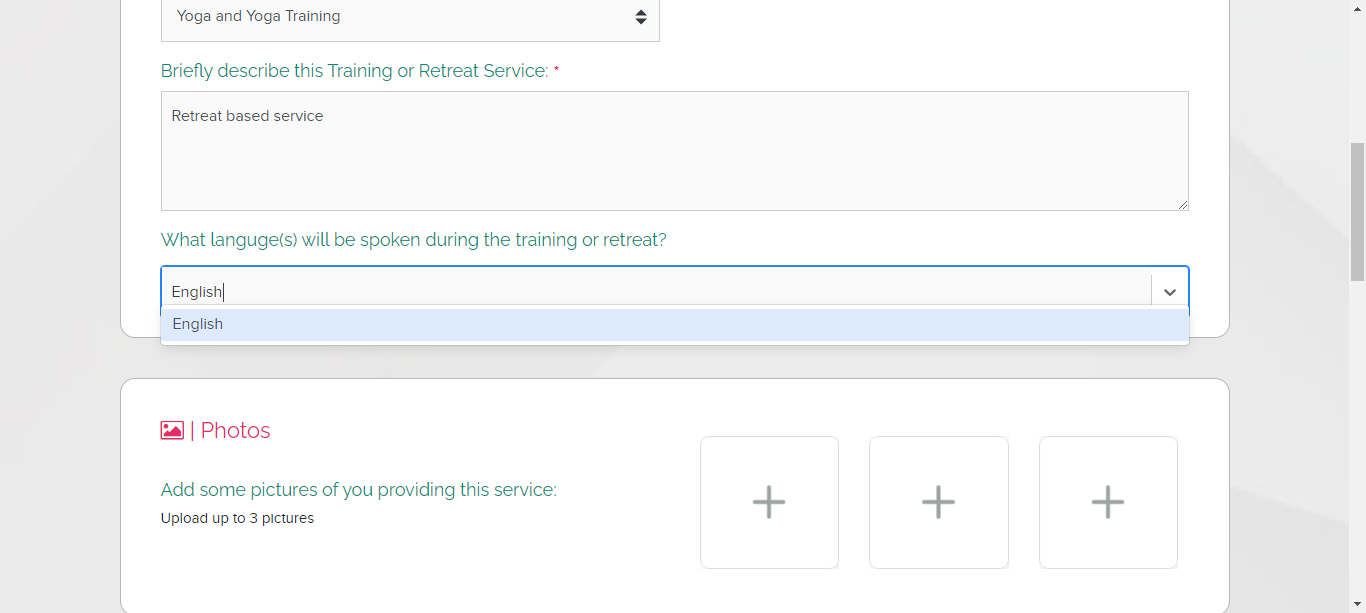 Yoga and Yoga Training
Briefly describe this Training or Retreat Service: *
Retreat based service
What languge(s) will be spoken during the training or retreat?
English
English
| Photos
Add some pictures of you providing this service:
Upload up to 3 pictures